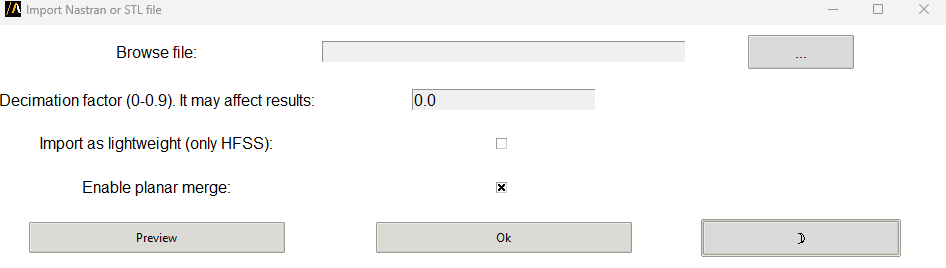 Import Nastran or STL file
Browse file:
...
Decimation factor (0-0.9). It may affect results:
0.0
Import as lightweight (only HFSS):
Enable planar merge:
Preview
Ok
☽